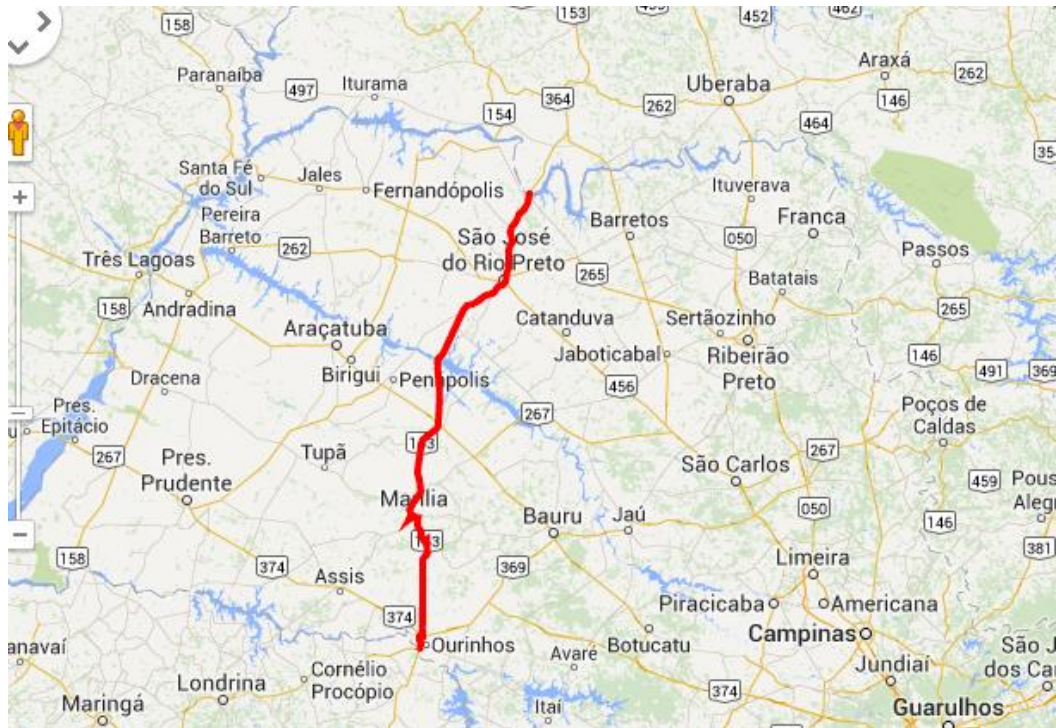 153
452
462
158
Araxá
Paranaíba
Iturama
364
Uberaba
262
497
262
146
154
464
Santa Fé
do Sul
Jales
Fernandópolis
Ituverava
Pereira
Barreto
Barretos
Franca
São José
do Rio Preto
050
262
Passos
Três Lagoas
265
Batatais
158
Andradina
265
Araçatuba
Catanduva
Sertãozinho
Ribeirão
Preto
Jaboticabal
146
Birigui
Penápolis
491
369
Dracena
456
Pres.
Epitácio
267
Poços de
Caldas
267
Tupã
São Carlos
267
Pres.
Prudente
459
Marília
050
Bauru
Jaú
146
158
381
374
369
Limeira
Assis
374
Piracicaba
Americana
Ourinhos
Botucatu
Campinas
anavaí
Cornélio
Procópio
Avaré
Jundiaí
Londrina
374
Maringá
Itaí
Guarulhos